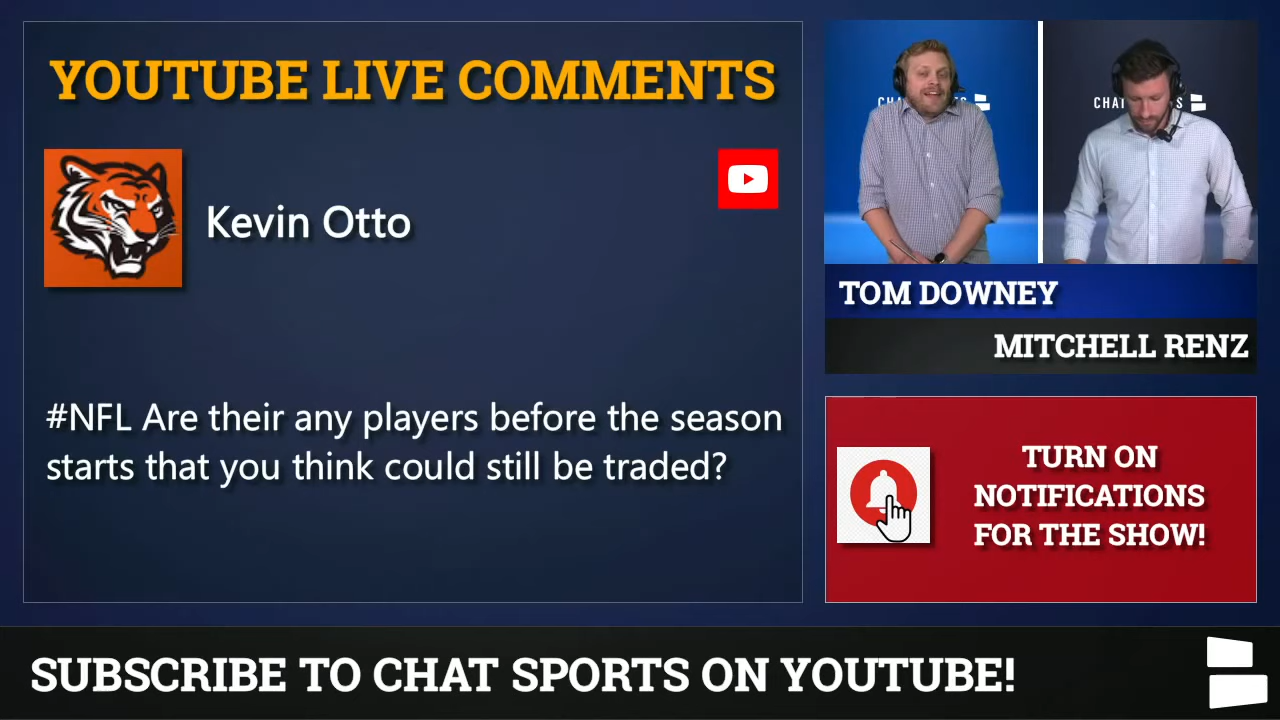 YOUTUBE LIVE COMMENTS
Kevin Otto
#NFL Are their any players before the season
starts that you think could still be traded?
TOM DOWNEY
MITCHELL RENZ
TURN ON
NOTIFICATIONS
FOR THE SHOW!
SUBSCRIBE TO CHAT SPORTS ON YOUTUBE!